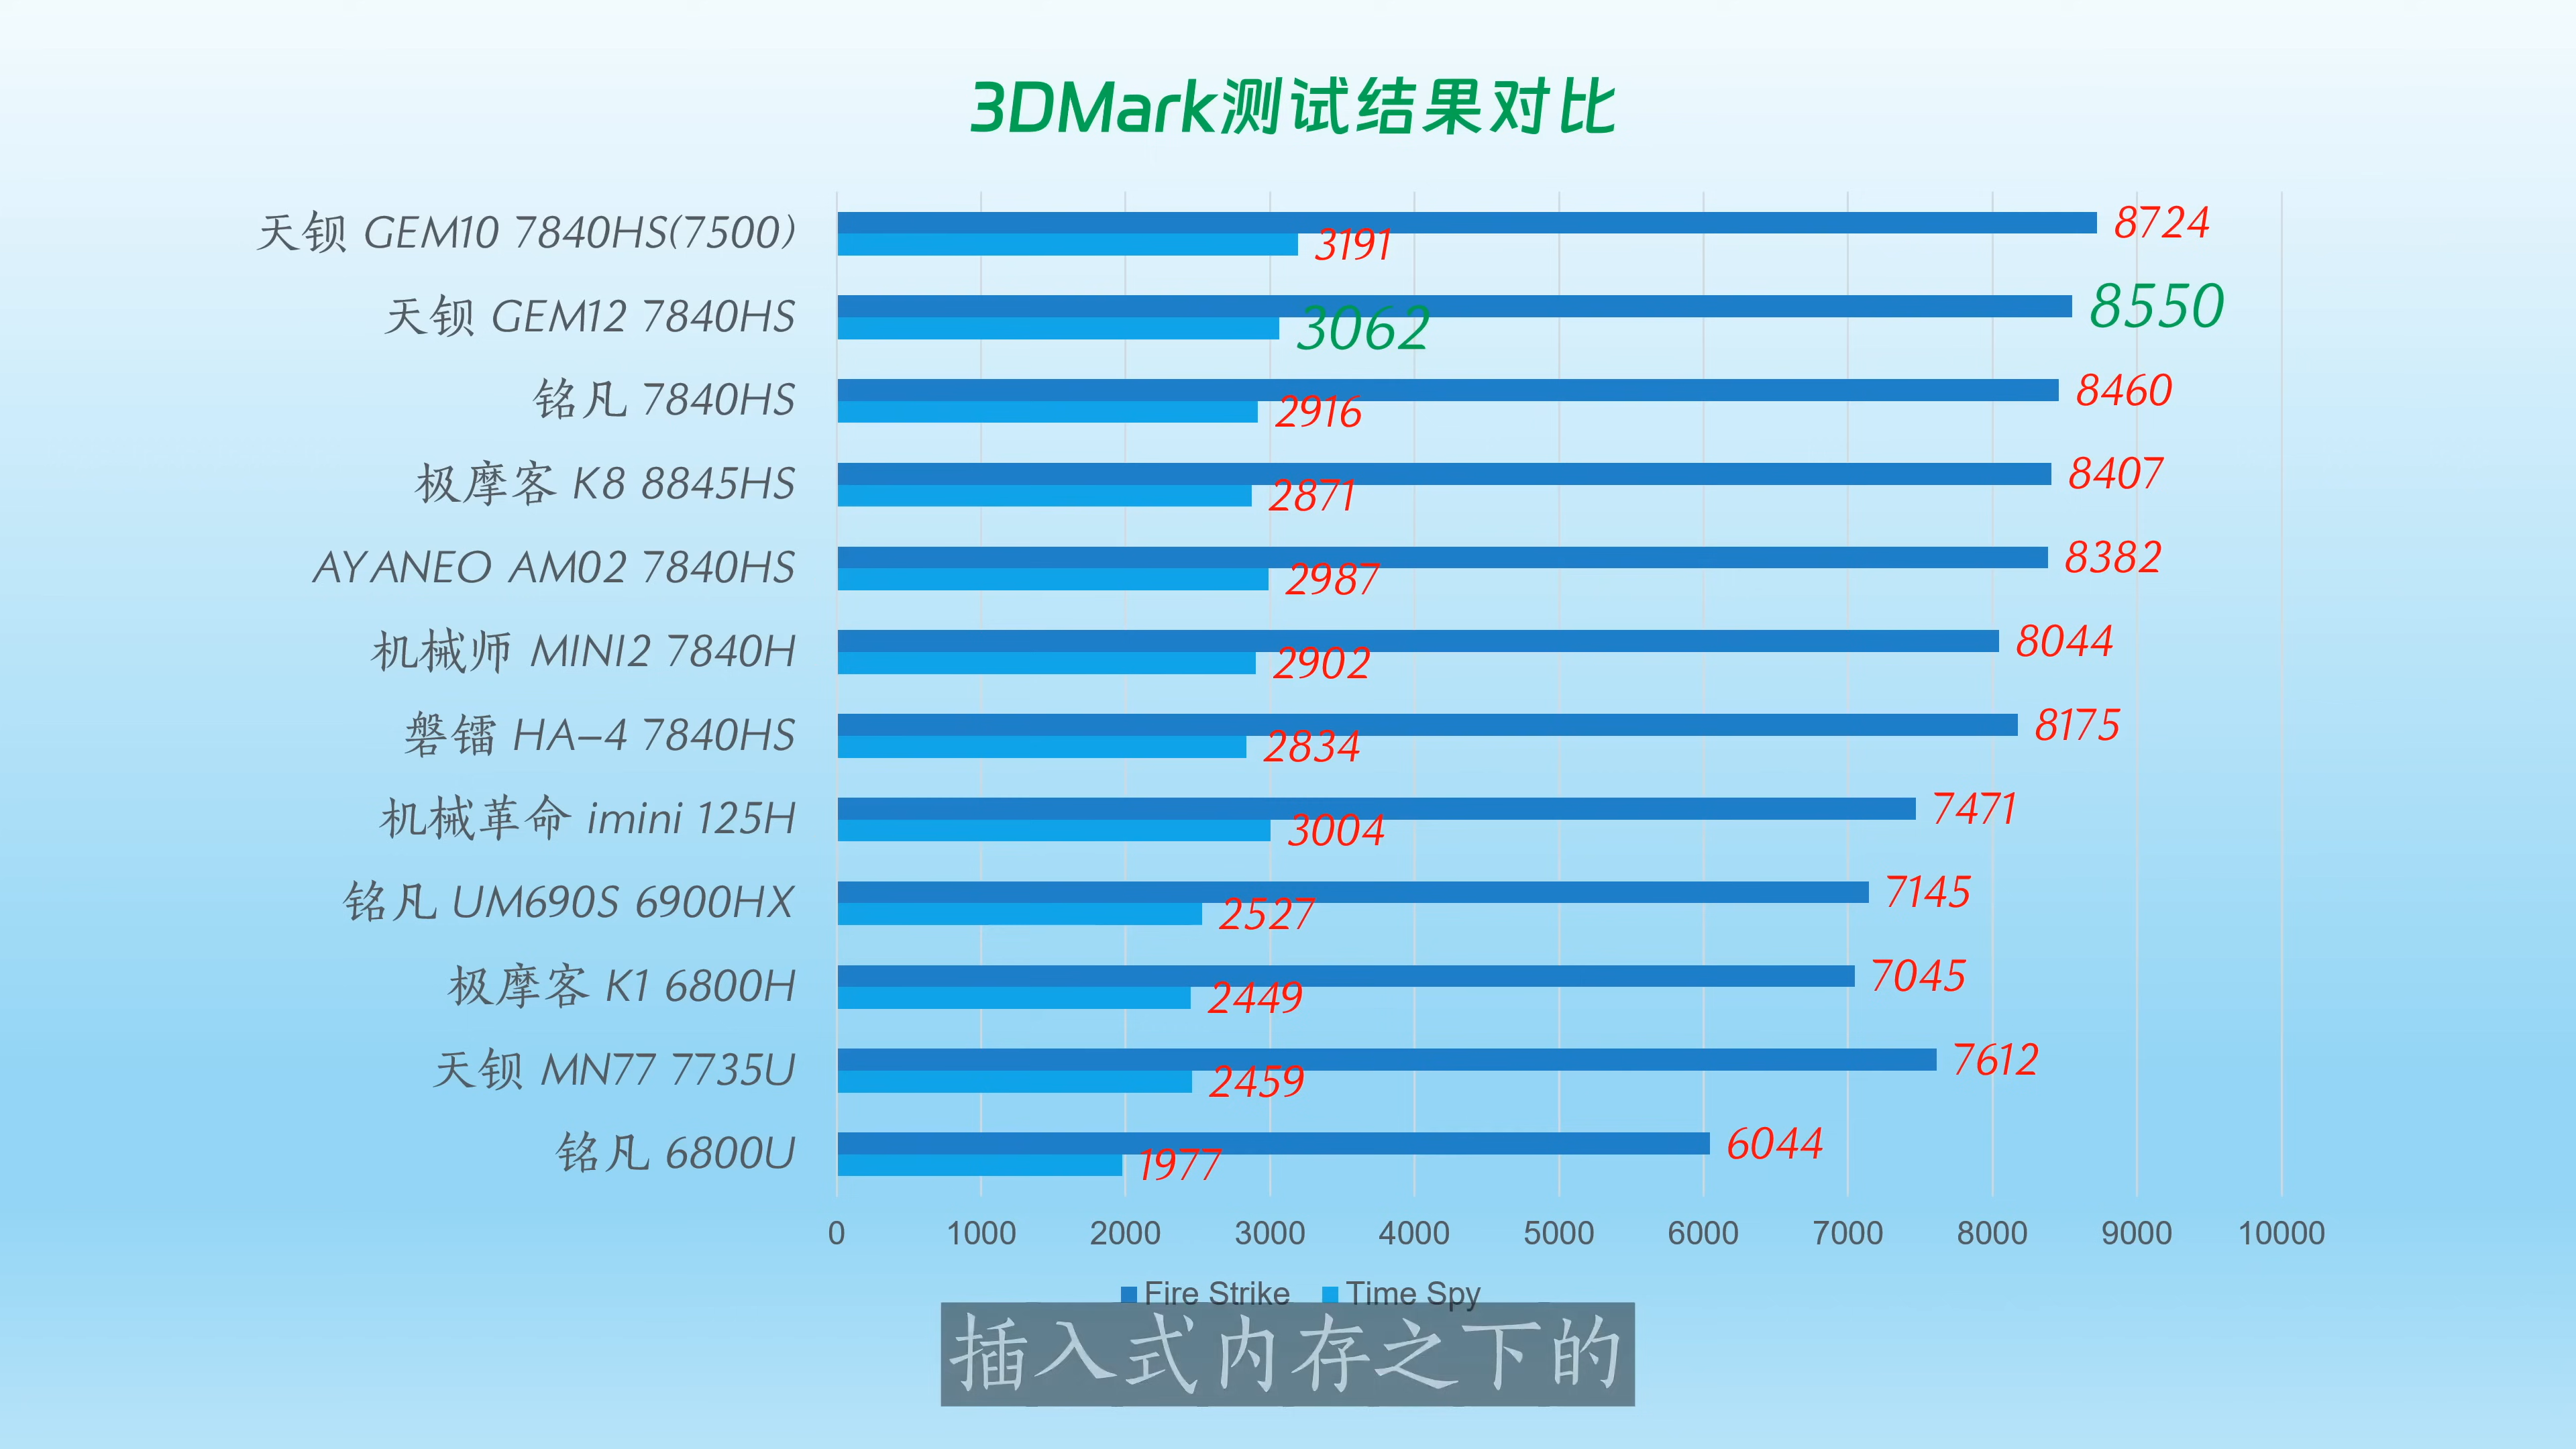 3DMark测试结果对比
天钡 GEM10 7840HS(7500)
8724
3191
天钡 GEM12 7840HS
8550
3062
铭凡 7840HS
8460
2916
极摩客 K8 8845HS
8407
2871
AYANEO AM02 7840HS
8382
2987
机械师 MINI2 7840H
8044
2902
磐镭 HA-4 7840HS
8175
2834
机械革命 imini 125H
7471
3004
铭凡 UM690S 6900HX
7145
2527
极摩客 K1 6800H
7045
2449
天钡 MN77 7735U
7612
2459
铭凡 6800U
6044
1977
0 1000 2000 3000 4000 5000 6000 7000 8000 9000 10000
Fire Strike Time Spy
插入式内存之下的